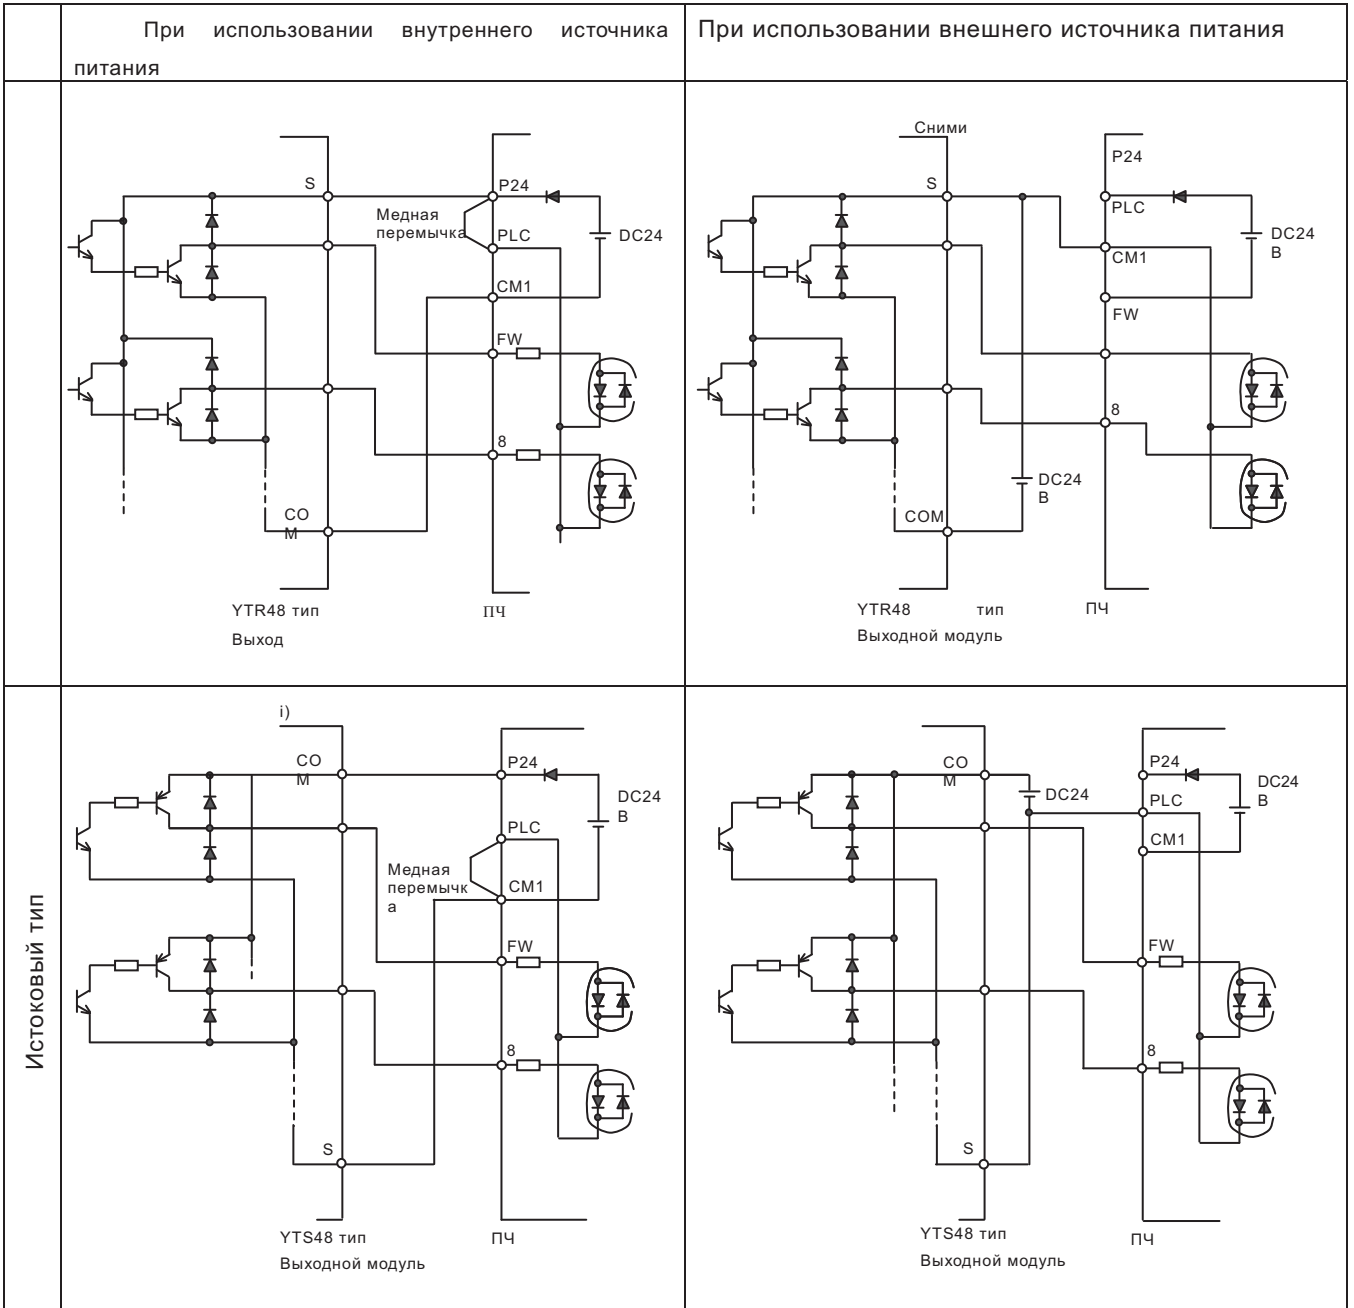 При использовании внутреннего источника
питания
При использовании внешнего источника питания
S
P24
Медная
перемычка
PLC
DC24
CM1
FW
8
CO
M
YTR48 тип
Выход
ПЧ
Сними
S
P24
PLC
DC24
В
CM1
FW
8
DC24
В
COM
YTR48 тип
Выходной модуль
ПЧ
Истоковый тип
i)
CO
M
P24
DC24
В
PLC
Медная
перемычк
а
CM1
FW
8
S
YTS48 тип
Выходной модуль
ПЧ
CO
M
DC24
P24
DC24
В
PLC
CM1
FW
8
S
YTS48 тип
Выходной модуль
ПЧ